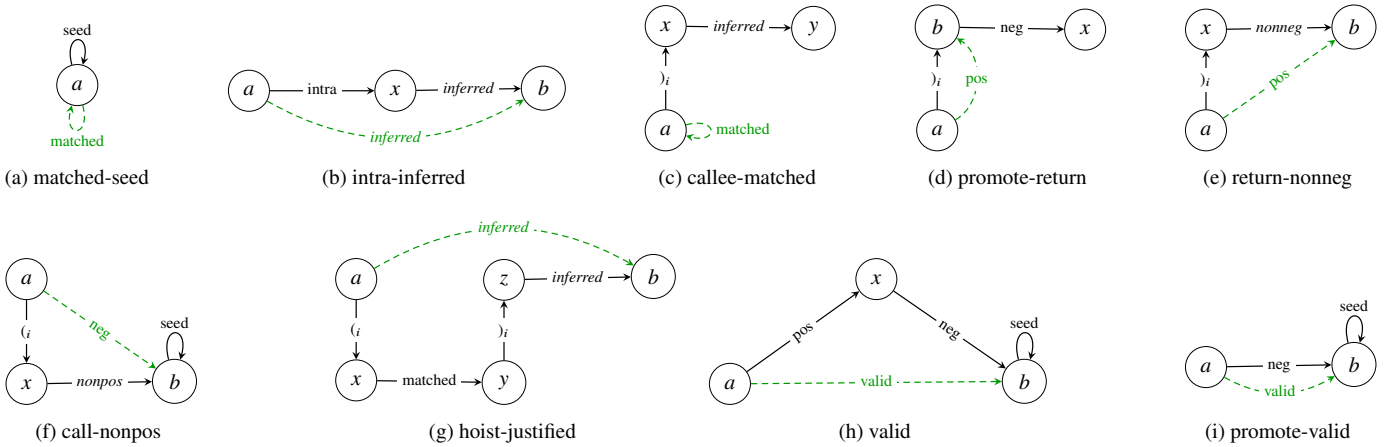 seed
a
matched
(a) matched-seed
a
intra
x
inferred
b
inferred
(b) intra-inferred
x
inferred
y
)i
a
matched
(c) callee-matched
b
neg
x
)i
pos
a
(d) promote-return
x
nonneg
b
)i
pos
a
(e) return-nonneg
a
(i
neg
seed
x
nonpos
b
(f) call-nonpos
inferred
a
z
inferred
b
(i
)i
x
matched
y
(g) hoist-justified
x
pos
neg
seed
a
valid
b
(h) valid
seed
a
neg
b
valid
(i) promote-valid